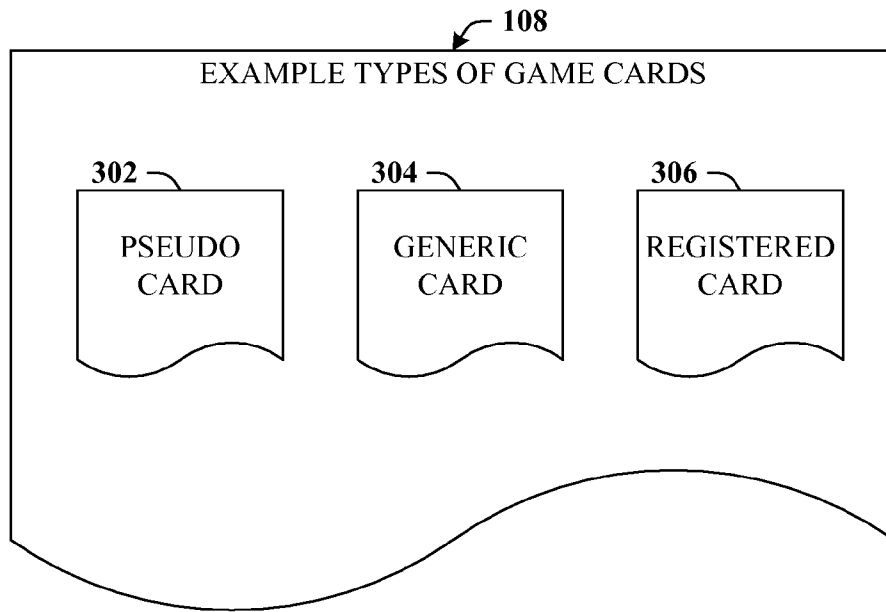 108
EXAMPLE TYPES OF GAME CARDS
302
304
306
PSEUDO
CARD
GENERIC
CARD
REGISTERED
CARD